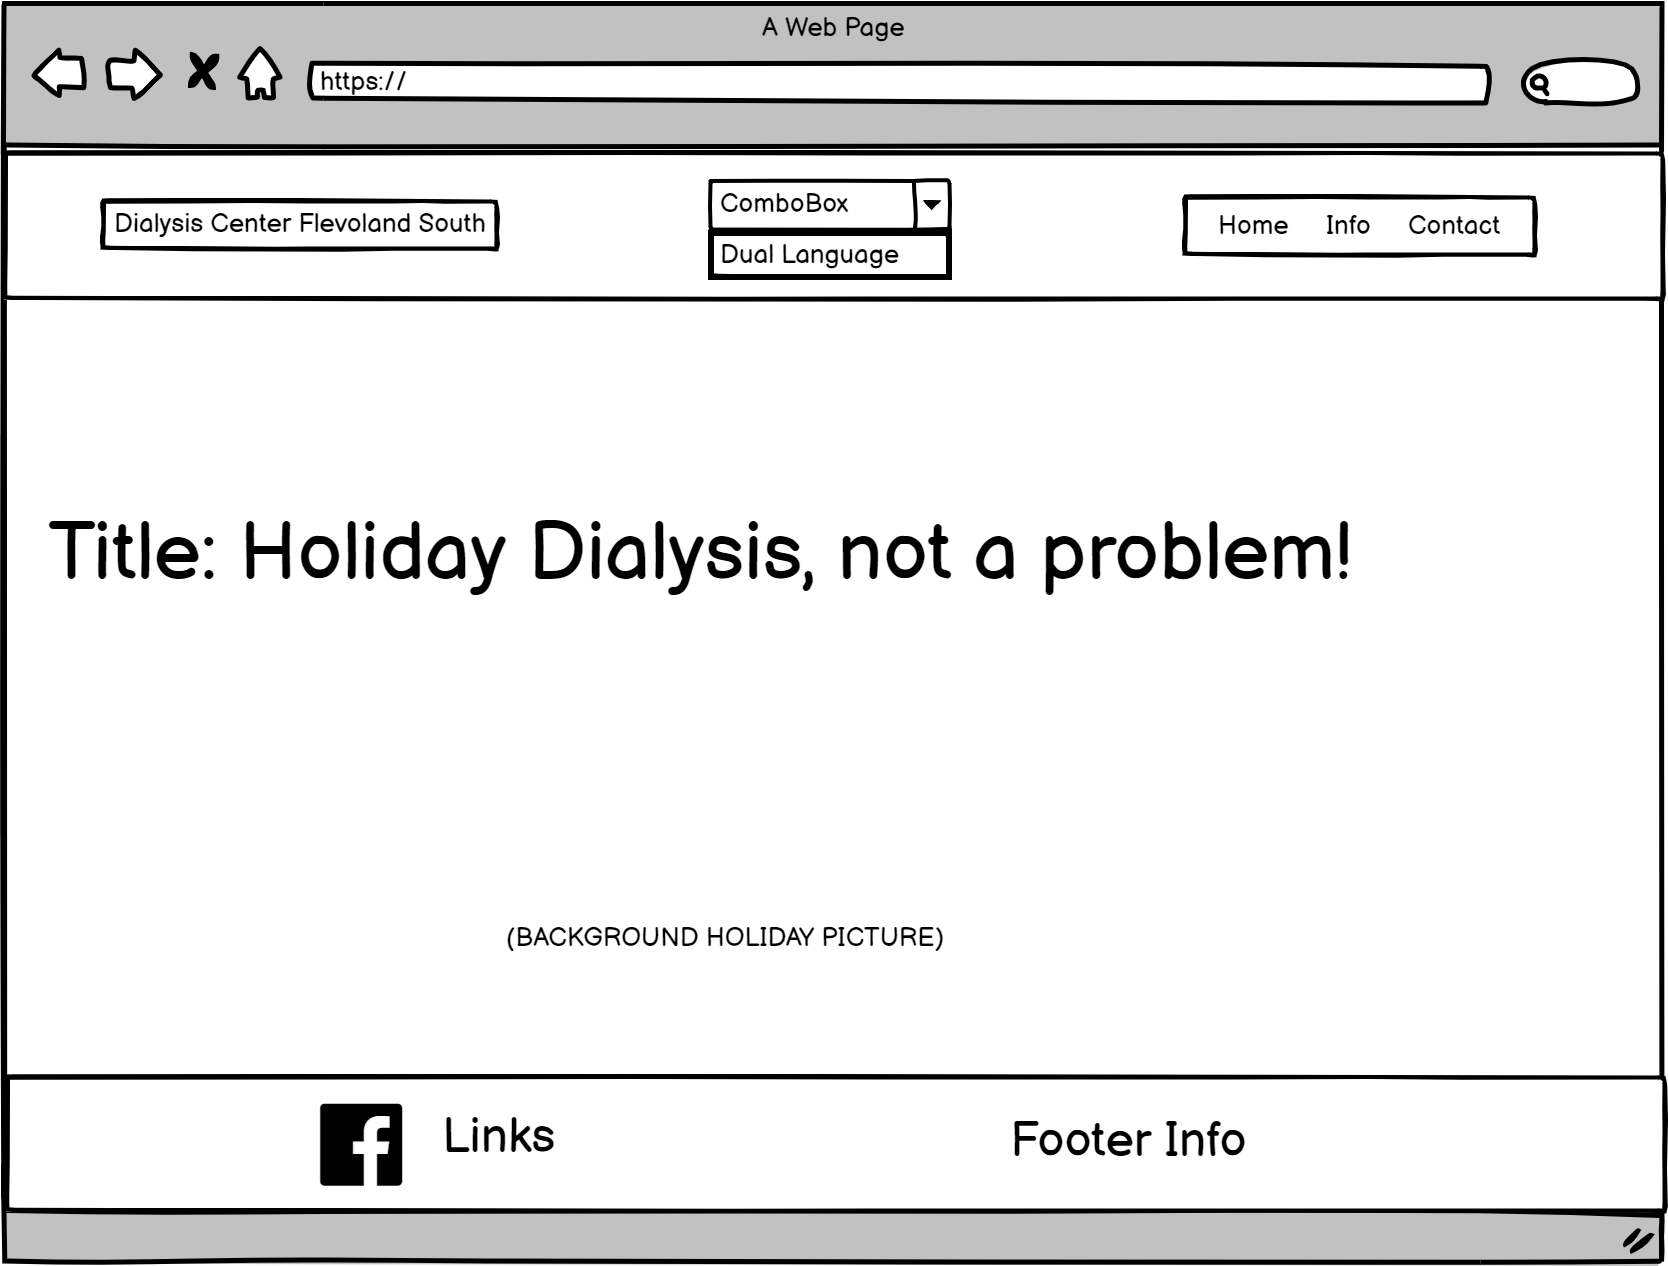 A Web Page
https://
Dialysis Center Flevoland South
ComboBox
Dual Language
Home Info Contact
Title: Holiday Dialysis, not a problem!
(BACKGROUND HOLIDAY PICTURE)
f Links
Footer Info